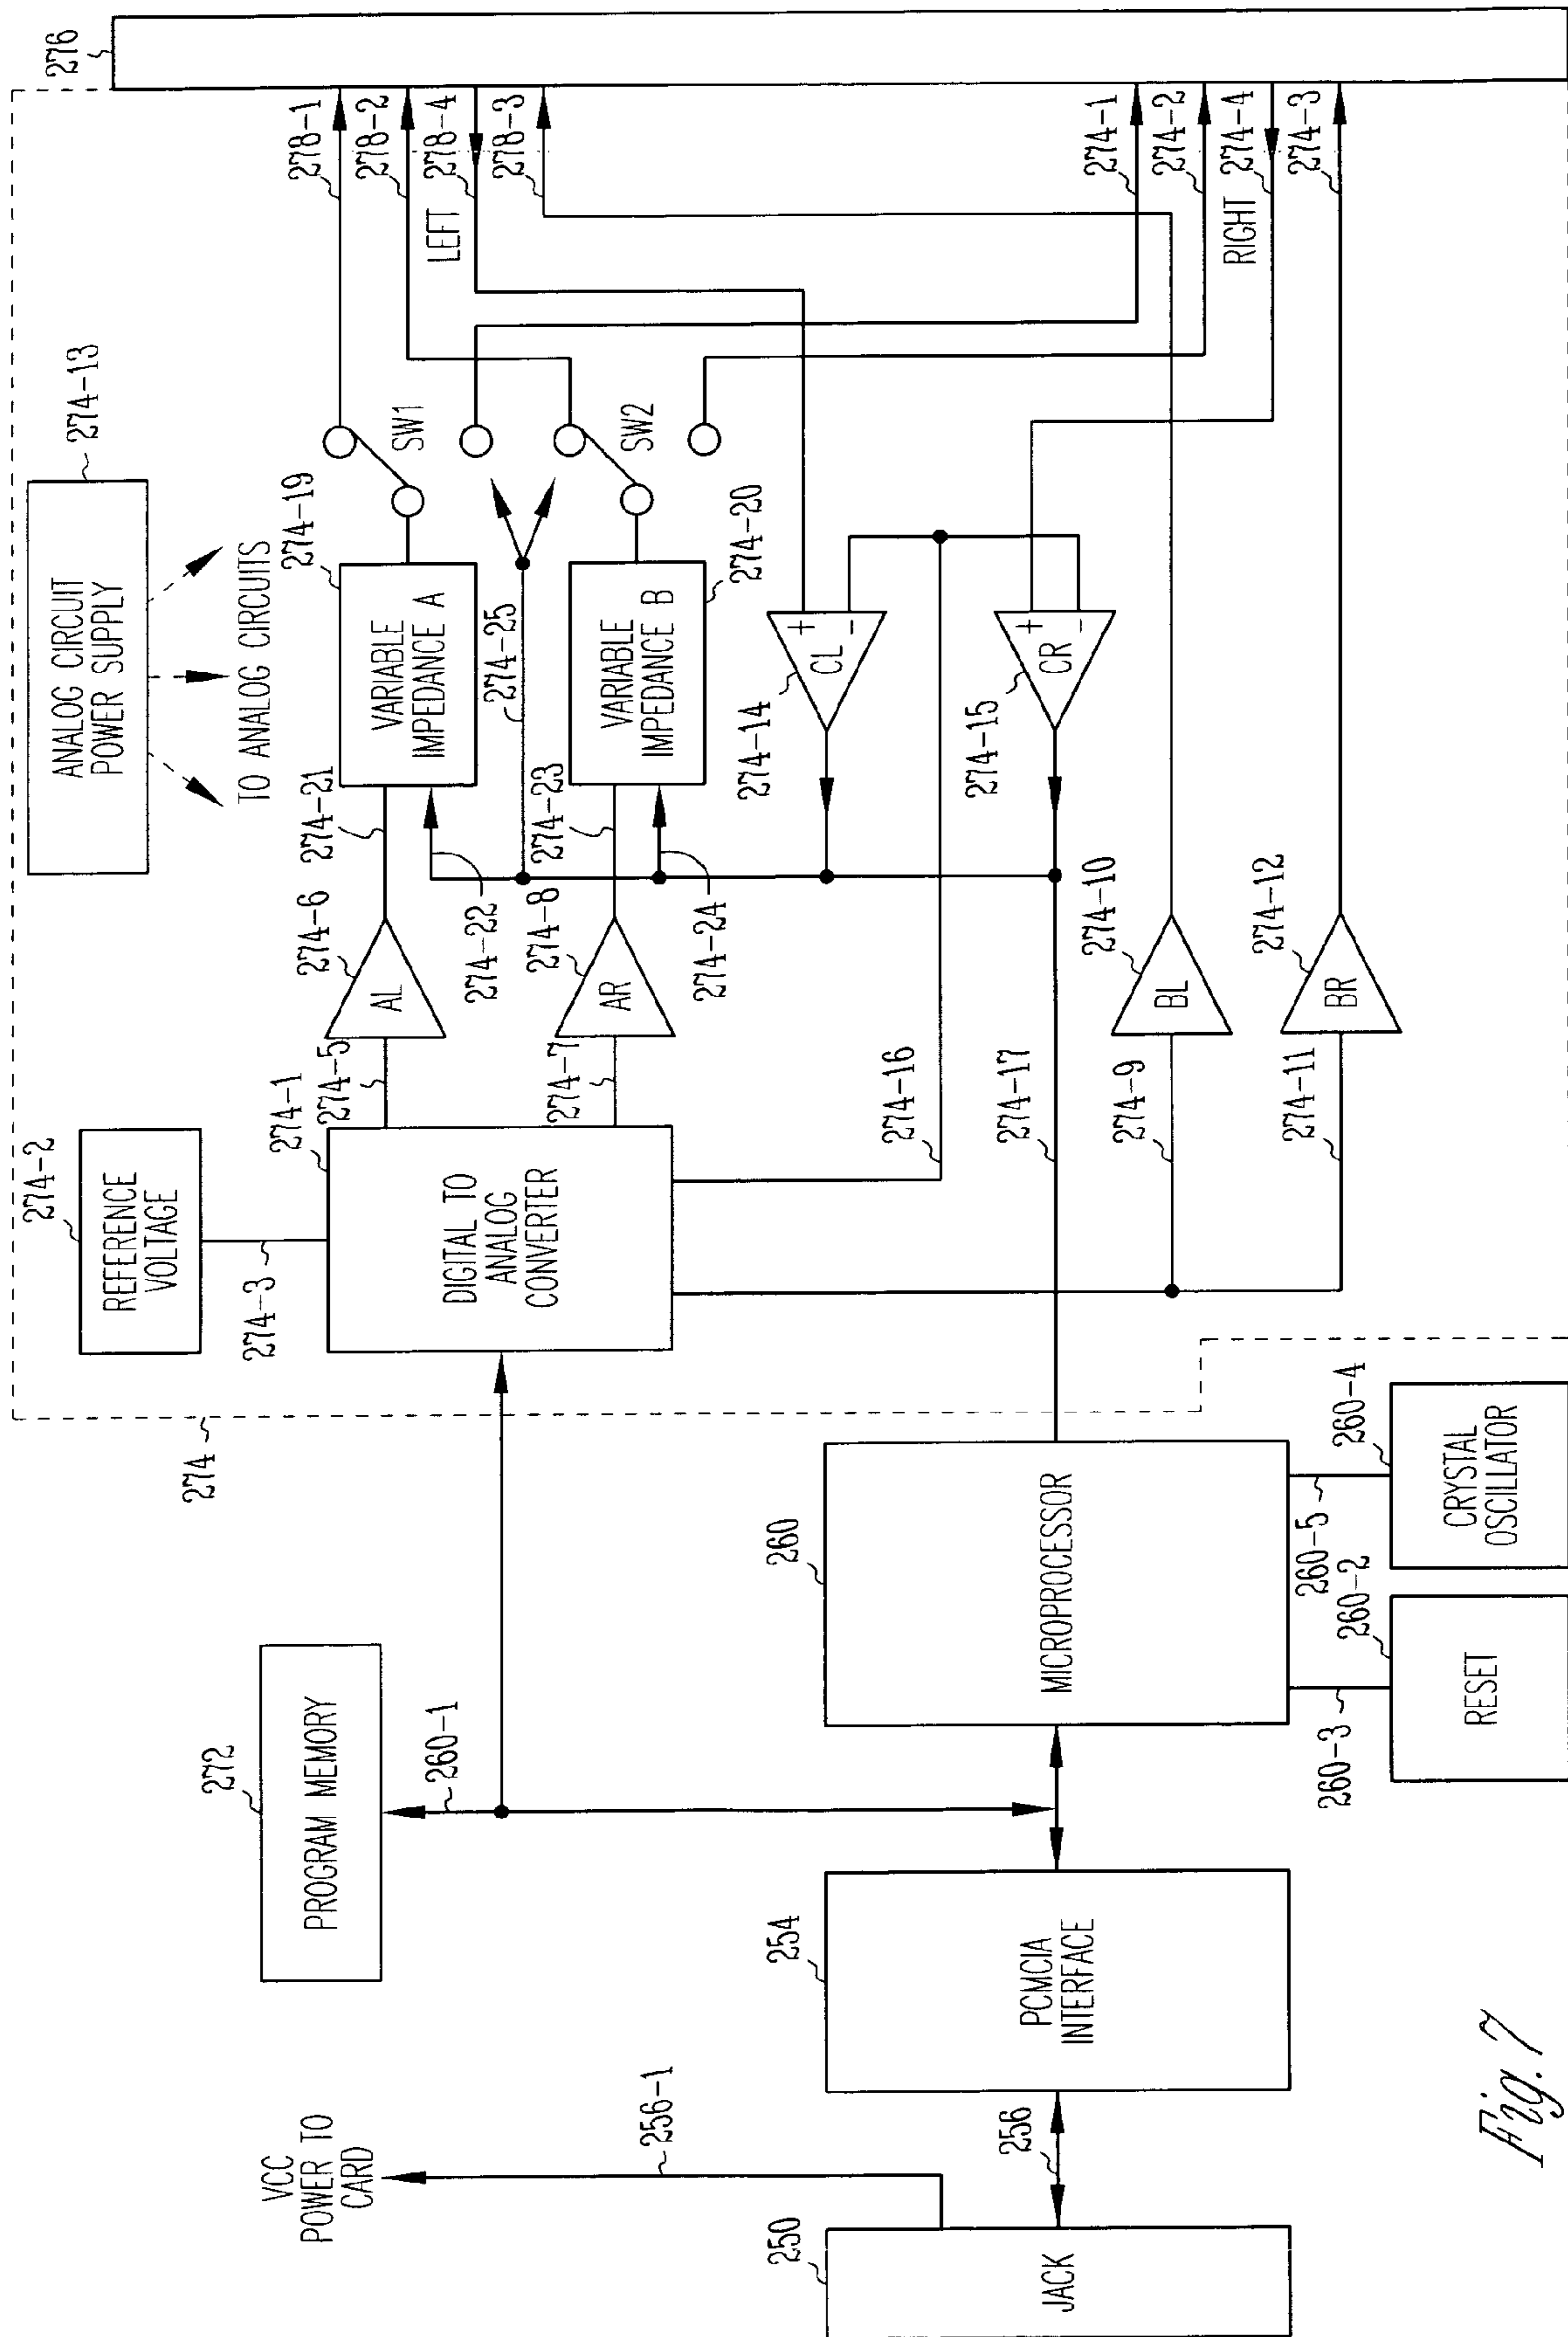 276
278-1
278-2
278-4
278-3
LEFT
274-1
274-2
274-4
274-3
RIGHT
274-13
ANALOG CIRCUIT
POWER SUPPLY
TO ANALOG CIRCUITS
274-19
SW1
SW2
274-20
VARIABLE
IMPEDANCE A
VARIABLE
IMPEDANCE B
274-25
+
-
CL
274-14
+
-
CR
274-15
274-21
274-22
274-23
274-24
274-6
AL
274-8
AR
274-10
BL
274-12
BR
274-5
274-7
274-16
274-17
274-9
274-11
274-2
REFERENCE
VOLTAGE
274-3
274-1
DIGITAL TO
ANALOG
CONVERTER
274
272
PROGRAM MEMORY
260-1
260
MICROPROCESSOR
260-5
260-4
CRYSTAL
OSCILLATOR
260-3
260-2
RESET
254
PCMCIA
INTERFACE
VCC
POWER TO
CARD
256-1
256
250
JACK
Fig. 7